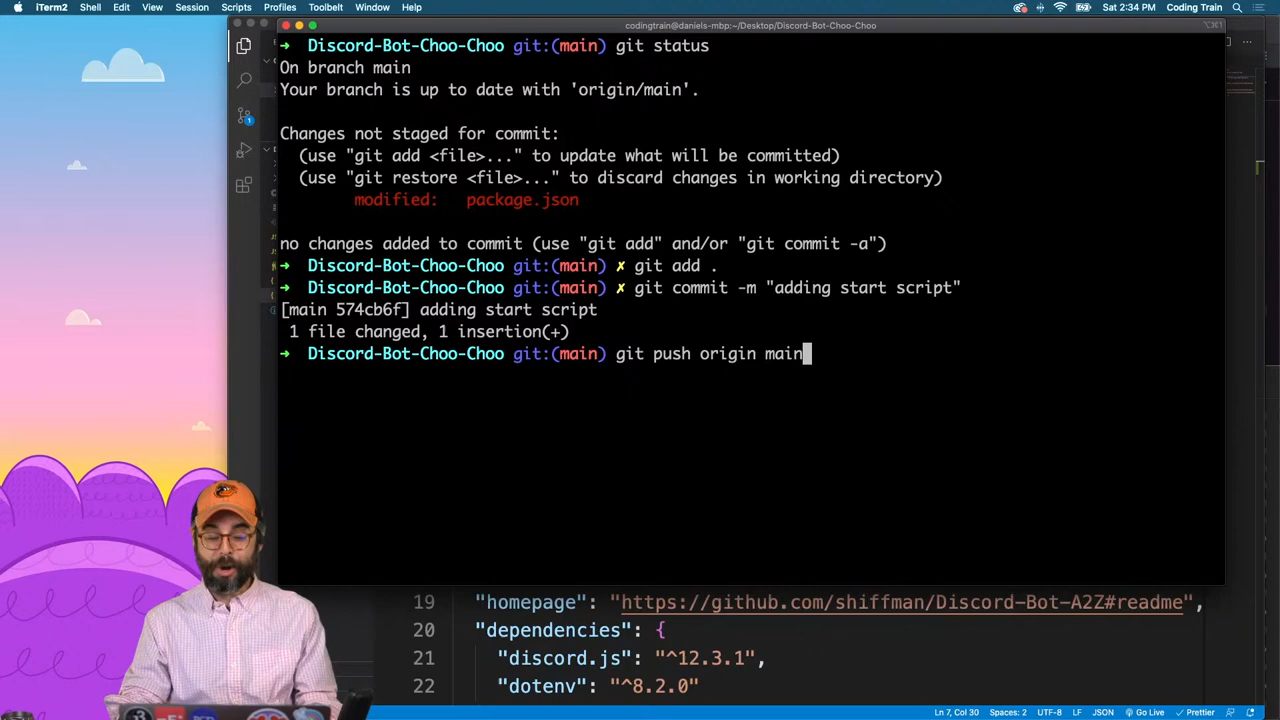 iTerm2 Shell Edit View Session Scripts Profiles Toolbelt Window Help Sat 2:34 PM Coding Train
codingtrain@daniels-mbp:~/Desktop/Discord-Bot-Choo-Choo
➜ Discord-Bot-Choo-Choo git:(main) git status
On branch main
Your branch is up to date with 'origin/main'.
Changes not staged for commit:
(use "git add <file>..." to update what will be committed)
(use "git restore <file>..." to discard changes in working directory)
modified: package.json
no changes added to commit (use "git add" and/or "git commit -a")
➜ Discord-Bot-Choo-Choo git:(main) ✗ git add .
➜ Discord-Bot-Choo-Choo git:(main) ✗ git commit -m "adding start script"
[main 574cb6f] adding start script
1 file changed, 1 insertion(+)
➜ Discord-Bot-Choo-Choo git:(main) git push origin main
19 "homepage": "https://github.com/shiffman/Discord-Bot-A2Z#readme",
20 "dependencies": {
21 "discord.js": "^12.3.1",
22 "dotenv": "^8.2.0"
Ln 7, Col 30 Spaces: 2 UTF-8 LF JSON Go Live Prettier